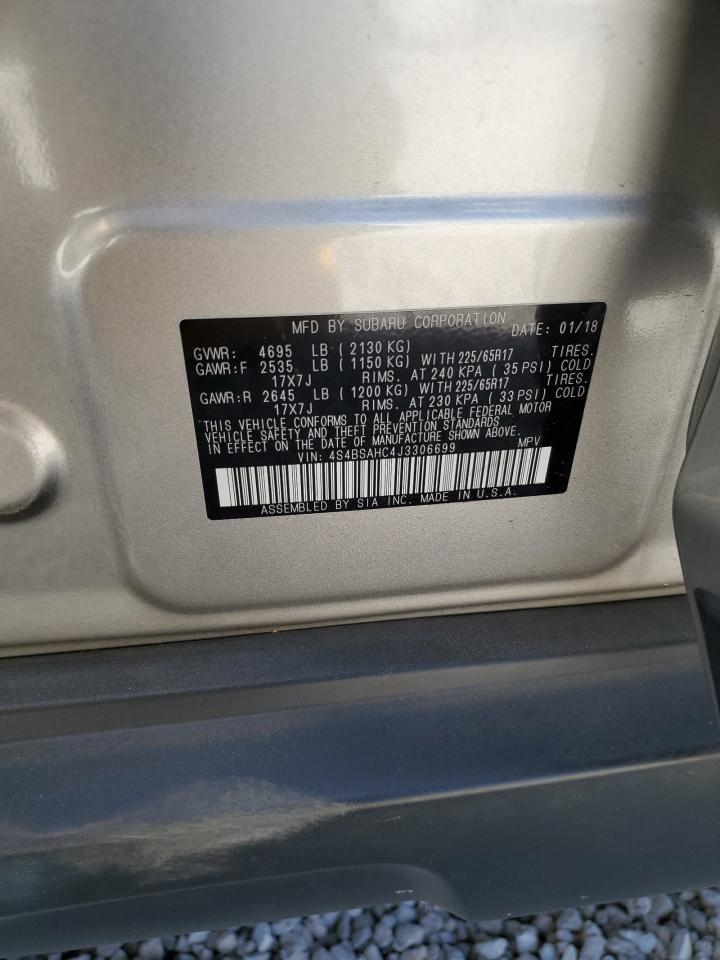 MFD BY SUBARU CORPORATION DATE: 01/18
GVWR: 4695 LB ( 2130 KG)
GAWR:F 2535 LB ( 1150 KG) WITH 225/65R17 TIRES.
17X7J RIMS. AT 240 KPA ( 35 PSI) COLD
GAWR:R 2645 LB ( 1200 KG) WITH 225/65R17 TIRES.
17X7J RIMS. AT 230 KPA ( 33 PSI) COLD
THIS VEHICLE CONFORMS TO ALL APPLICABLE FEDERAL MOTOR
VEHICLE SAFETY AND THEFT PREVENTION STANDARDS
IN EFFECT ON THE DATE OF MANUFACTURE SHOWN ABOVE.
VIN: 4S4BSAHC4J3306699 MPV
ASSEMBLED BY SIA INC. MADE IN U.S.A.